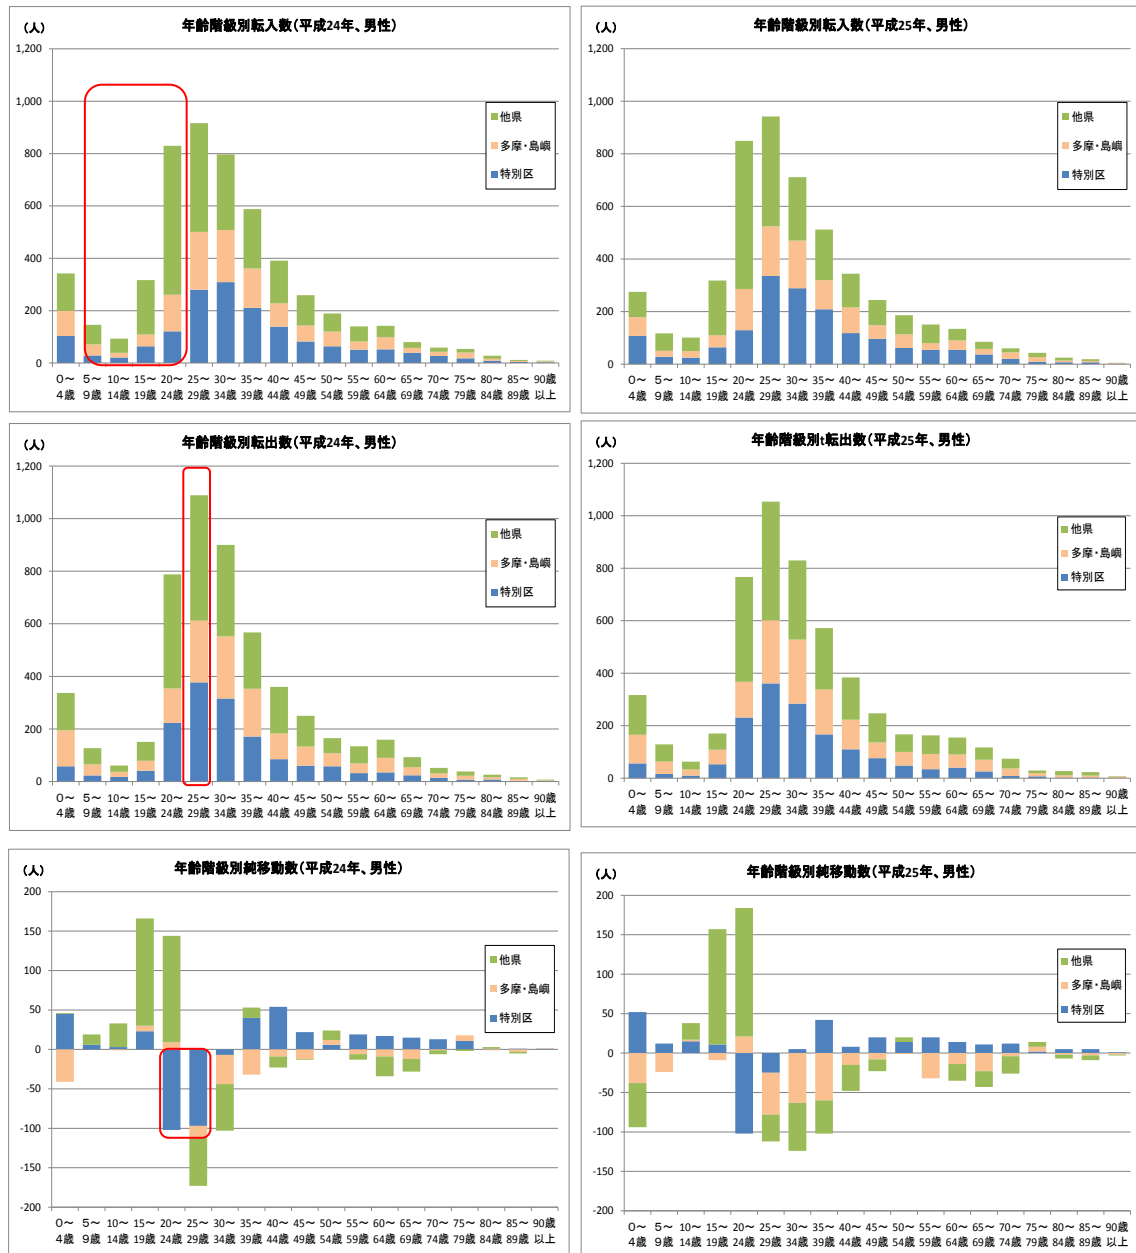 年齢階級別転入数(平成24年、男性)
(人)
1,200
1,000
800
600
400
200
0
他県
多摩・島嶼
特別区
0～ 5～ 10～ 15～ 20～ 25～ 30～ 35～ 40～ 45～ 50～ 55～ 60～ 65～ 70～ 75～ 80～ 85～ 90歳
4歳 9歳 14歳 19歳 24歳 29歳 34歳 39歳 44歳 49歳 54歳 59歳 64歳 69歳 74歳 79歳 84歳 89歳 以上
年齢階級別転入数(平成25年、男性)
(人)
1,200
1,000
800
600
400
200
0
他県
多摩・島嶼
特別区
0～ 5～ 10～ 15～ 20～ 25～ 30～ 35～ 40～ 45～ 50～ 55～ 60～ 65～ 70～ 75～ 80～ 85～ 90歳
4歳 9歳 14歳 19歳 24歳 29歳 34歳 39歳 44歳 49歳 54歳 59歳 64歳 69歳 74歳 79歳 84歳 89歳 以上
年齢階級別転出数(平成24年、男性)
(人)
1,200
1,000
800
600
400
200
0
他県
多摩・島嶼
特別区
0～ 5～ 10～ 15～ 20～ 25～ 30～ 35～ 40～ 45～ 50～ 55～ 60～ 65～ 70～ 75～ 80～ 85～ 90歳
4歳 9歳 14歳 19歳 24歳 29歳 34歳 39歳 44歳 49歳 54歳 59歳 64歳 69歳 74歳 79歳 84歳 89歳 以上
年齢階級別t転出数(平成25年、男性)
(人)
1,200
1,000
800
600
400
200
0
他県
多摩・島嶼
特別区
0～ 5～ 10～ 15～ 20～ 25～ 30～ 35～ 40～ 45～ 50～ 55～ 60～ 65～ 70～ 75～ 80～ 85～ 90歳
4歳 9歳 14歳 19歳 24歳 29歳 34歳 39歳 44歳 49歳 54歳 59歳 64歳 69歳 74歳 79歳 84歳 89歳 以上
年齢階級別純移動数(平成24年、男性)
(人)
200
150
100
50
0
-50
-100
-150
-200
他県
多摩・島嶼
特別区
0～ 5～ 10～ 15～ 20～ 25～ 30～ 35～ 40～ 45～ 50～ 55～ 60～ 65～ 70～ 75～ 80～ 85～ 90歳
4歳 9歳 14歳 19歳 24歳 29歳 34歳 39歳 44歳 49歳 54歳 59歳 64歳 69歳 74歳 79歳 84歳 89歳 以上
年齢階級別純移動数(平成25年、男性)
(人)
200
150
100
50
0
-50
-100
-150
-200
他県
多摩・島嶼
特別区
0～ 5～ 10～ 15～ 20～ 25～ 30～ 35～ 40～ 45～ 50～ 55～ 60～ 65～ 70～ 75～ 80～ 85～ 90歳
4歳 9歳 14歳 19歳 24歳 29歳 34歳 39歳 44歳 49歳 54歳 59歳 64歳 69歳 74歳 79歳 84歳 89歳 以上